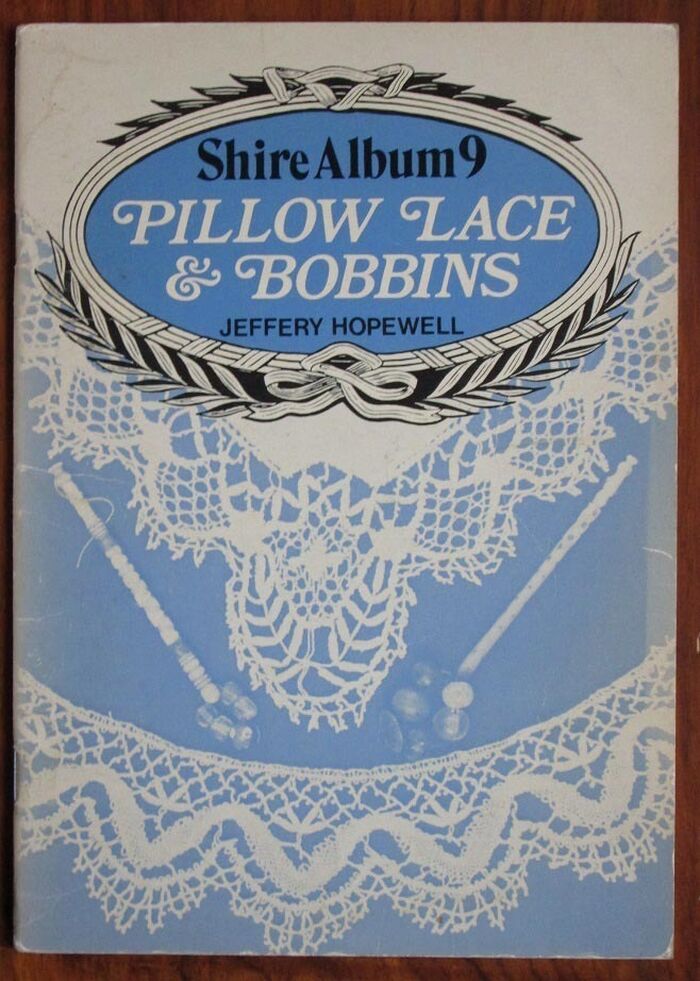 Shire Album 9
PILLOW LACE
& BOBBINS
JEFFERY HOPEWELL